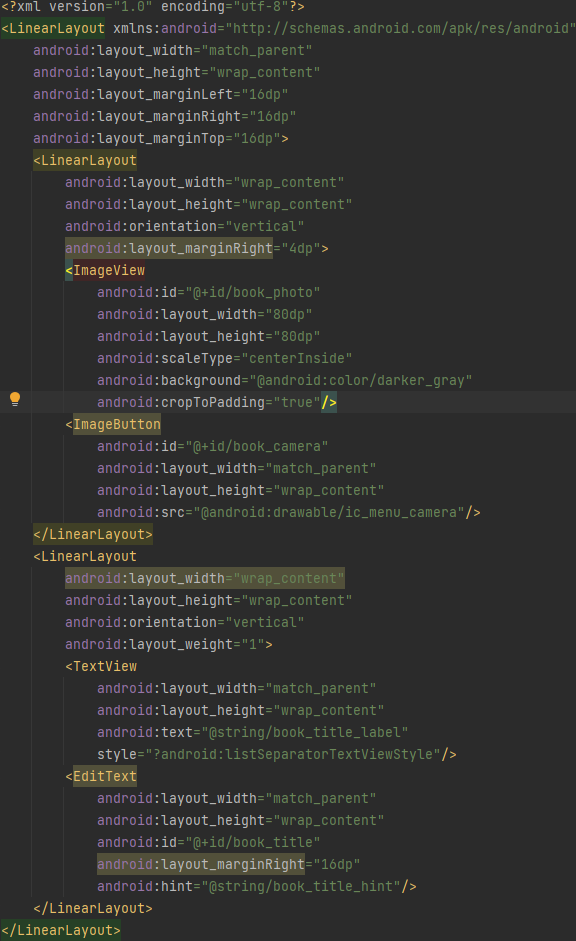 <?xml version="1.0" encoding="utf-8"?>
<LinearLayout xmlns:android="http://schemas.android.com/apk/res/android"
    android:layout_width="match_parent"
    android:layout_height="wrap_content"
    android:layout_marginLeft="16dp"
    android:layout_marginRight="16dp"
    android:layout_marginTop="16dp">
    <LinearLayout
        android:layout_width="wrap_content"
        android:layout_height="wrap_content"
        android:orientation="vertical"
        android:layout_marginRight="4dp">
        <ImageView
            android:id="@+id/book_photo"
            android:layout_width="80dp"
            android:layout_height="80dp"
            android:scaleType="centerInside"
            android:background="@android:color/darker_gray"
            android:cropToPadding="true"/>
        <ImageButton
            android:id="@+id/book_camera"
            android:layout_width="match_parent"
            android:layout_height="wrap_content"
            android:src="@android:drawable/ic_menu_camera"/>
    </LinearLayout>
    <LinearLayout
        android:layout_width="wrap_content"
        android:layout_height="wrap_content"
        android:orientation="vertical"
        android:layout_weight="1">
        <TextView
            android:layout_width="match_parent"
            android:layout_height="wrap_content"
            android:text="@string/book_title_label"
            style="?android:listSeparatorTextViewStyle"/>
        <EditText
            android:layout_width="match_parent"
            android:layout_height="wrap_content"
            android:id="@+id/book_title"
            android:layout_marginRight="16dp"
            android:hint="@string/book_title_hint"/>
    </LinearLayout>
</LinearLayout>